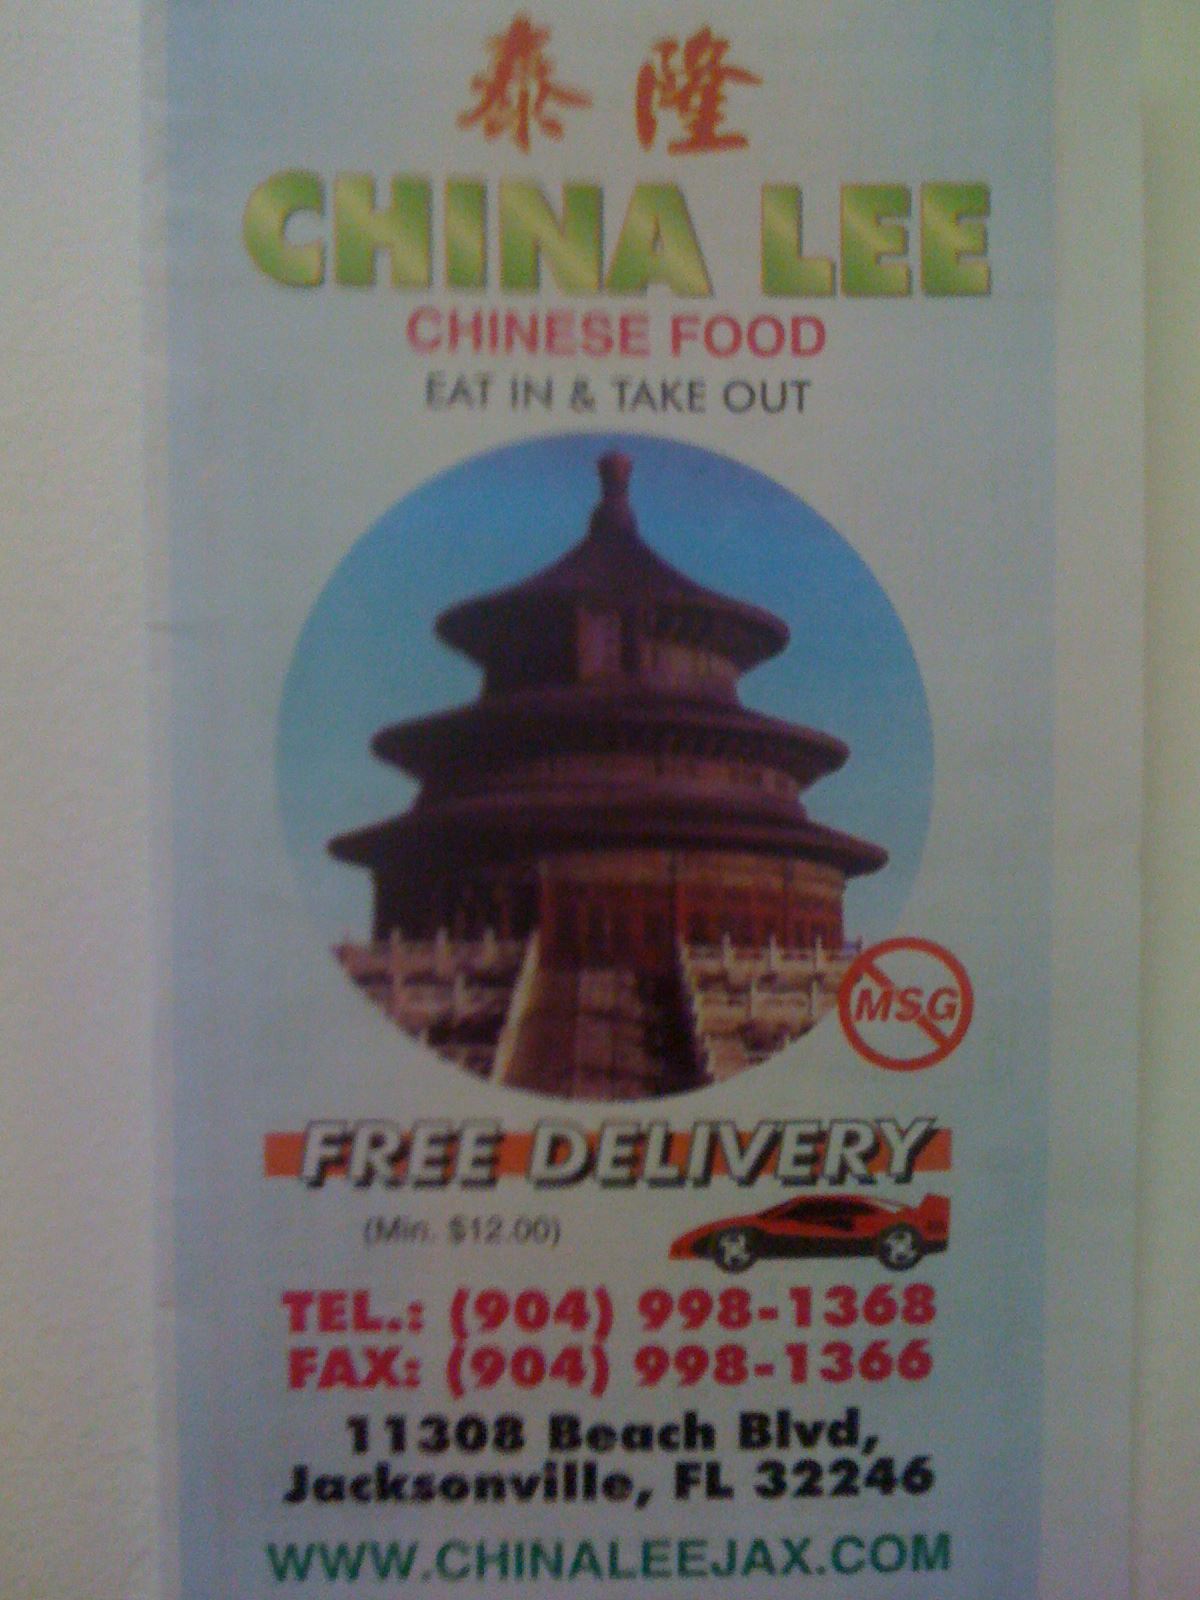 泰隆
CHINA LEE
CHINESE FOOD
EAT IN & TAKE OUT
MSG
FREE DELIVERY
(Min. $12.00)
TEL.: (904) 998-1368
FAX: (904) 998-1366
11308 Beach Blvd,
Jacksonville, FL 32246
WWW.CHINALEEJAX.COM